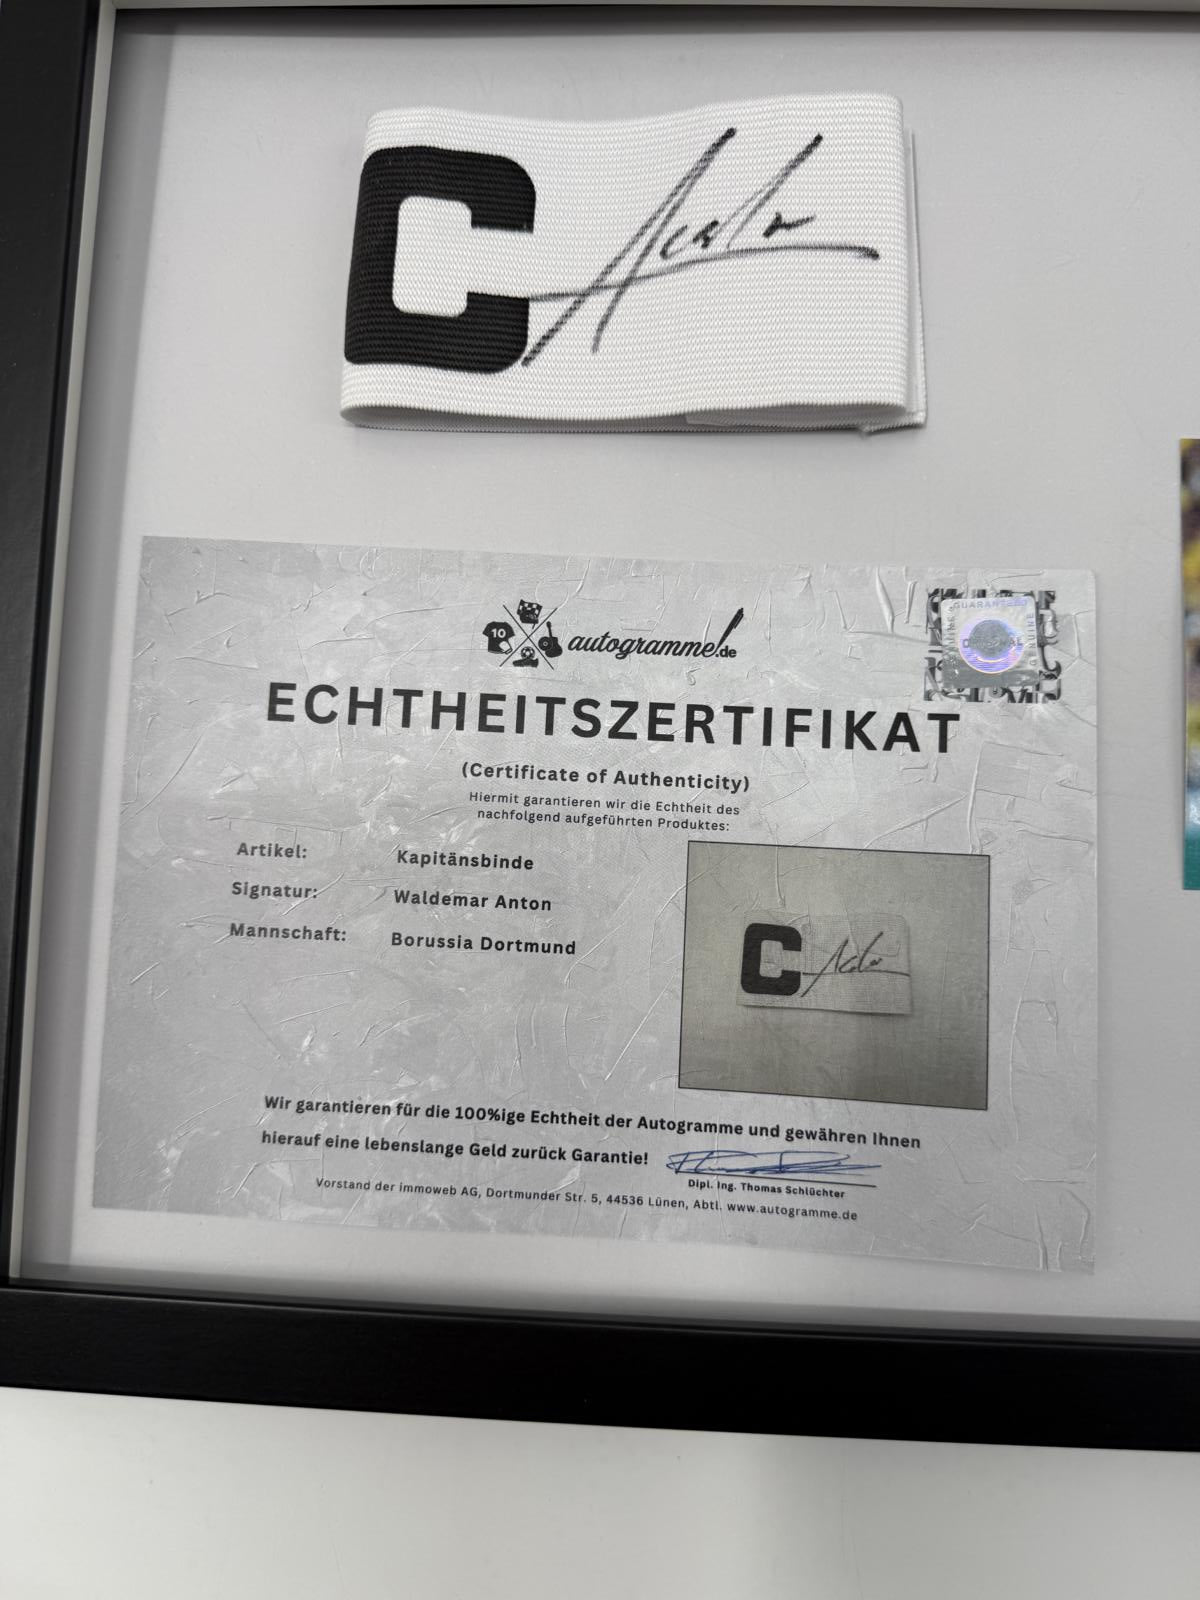 C
10
autogramme!.de
GUARANTEED
GENUINE
ECHTHEITSZERTIFIKAT
(Certificate of Authenticity)
Hiermit garantieren wir die Echtheit des
nachfolgend aufgeführten Produktes:
Artikel: Kapitänsbinde
Signatur: Waldemar Anton
Mannschaft: Borussia Dortmund
C
Wir garantieren für die 100%ige Echtheit der Autogramme und gewähren Ihnen
hierauf eine lebenslange Geld zurück Garantie!
Dipl. Ing. Thomas Schlüchter
Vorstand der immoweb AG, Dortmunder Str. 5, 44536 Lünen, Abtl. www.autogramme.de